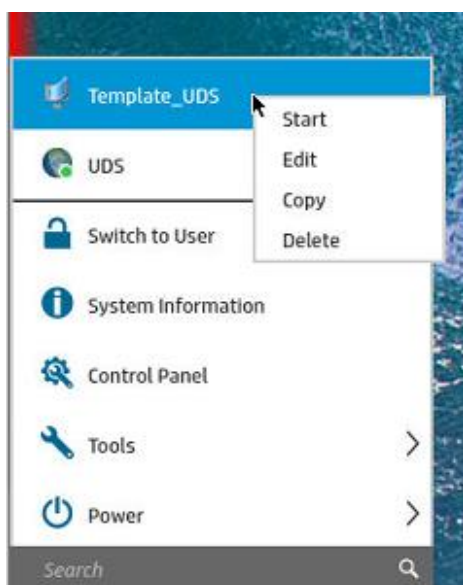 Template_UDS
Start
Edit
Copy
Delete
UDS
Switch to User
System Information
Control Panel
Tools
Power
Search